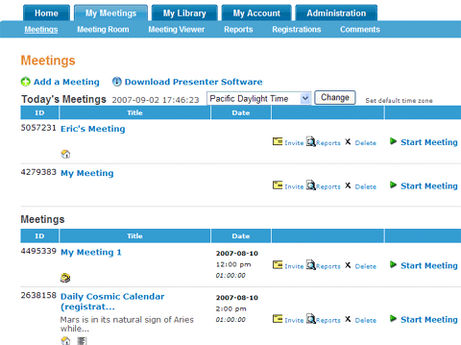 Home My Meetings My Library My Account Administration
Meetings Meeting Room Meeting Viewer Reports Registrations Comments
Meetings
Add a Meeting Download Presenter Software
Today's Meetings 2007-09-02 17:46:23 Pacific Daylight Time Change Set default time zone
ID Title Date
5057231 Eric's Meeting
Invite Reports X Delete Start Meeting
4279383 My Meeting
Invite Reports X Delete Start Meeting
Meetings
ID Title Date
4495339 My Meeting 1 2007-08-10
12:00 pm Invite Reports X Delete Start Meeting
01:00:00
2638158 Daily Cosmic Calendar 2007-08-10
(registrat... 2:00 pm
Mars is in its natural sign of Aries 01:00:00 Invite Reports X Delete Start Meeting
while...